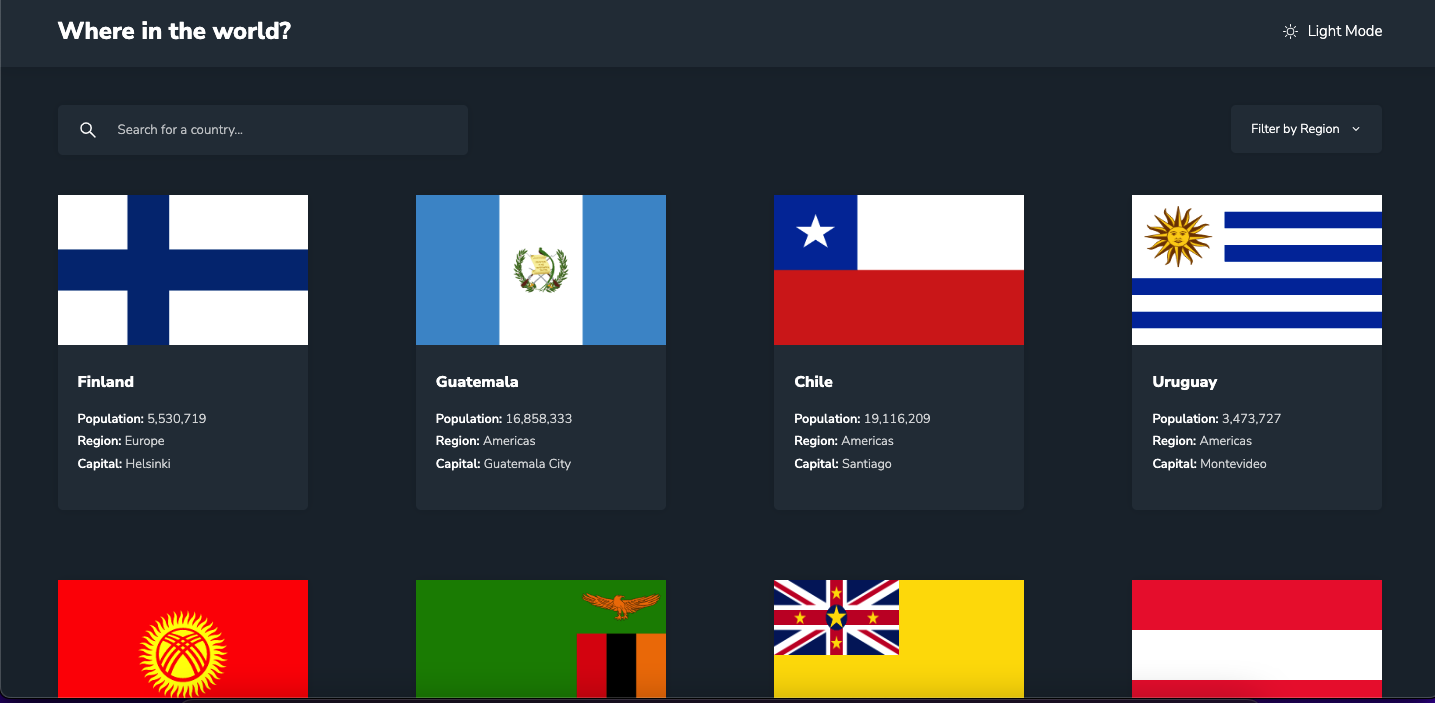 Where in the world?
Light Mode
Search for a country...
Filter by Region
Finland
Population: 5,530,719
Region: Europe
Capital: Helsinki
Guatemala
Population: 16,858,333
Region: Americas
Capital: Guatemala City
Chile
Population: 19,116,209
Region: Americas
Capital: Santiago
Uruguay
Population: 3,473,727
Region: Americas
Capital: Montevideo